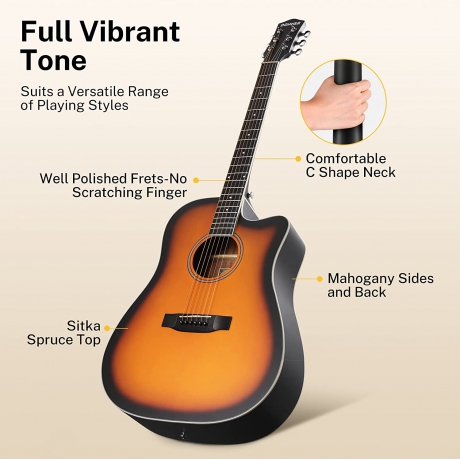 Full Vibrant
Tone
Suits a Versatile Range
of Playing Styles
Comfortable
C Shape Neck
Well Polished Frets-No
Scratching Finger
Mahogany Sides
and Back
Sitka
Spruce Top